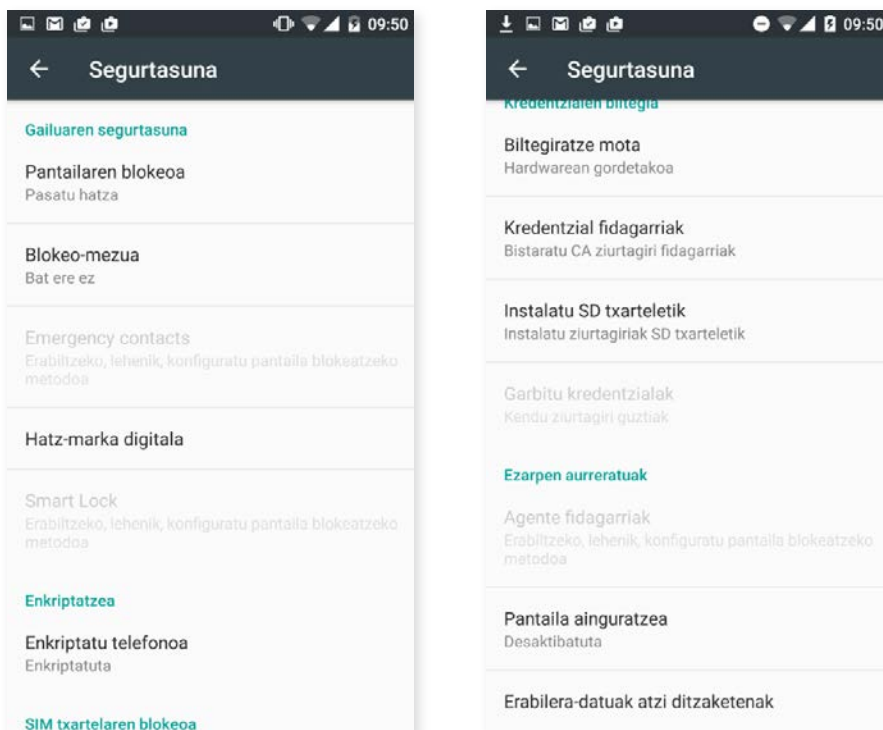 09:50
Segurtasuna
Gailuaren segurtasuna
Pantailaren blokeoa
Pasatu hatza
Blokeo-mezua
Bat ere ez
Emergency contacts
Erabiltzeko, lehenik, konfiguratu pantaila blokeatzeko
metodoa
Hatz-marka digitala
Smart Lock
Erabiltzeko, lehenik, konfiguratu pantaila blokeatzeko
metodoa
Enkriptatzea
Enkriptatu telefonoa
Enkriptatuta
SIM txartelaren blokeoa
09:50
Segurtasuna
Kredentzialen biltegia
Biltegiratze mota
Hardwarean gordetakoa
Kredentzial fidagarriak
Bistaratu CA ziurtagiri fidagarriak
Instalatu SD txarteletik
Instalatu ziurtagiriak SD txarteletik
Garbitu kredentzialak
Kendu ziurtagiri guztiak
Ezarpen aurreratuak
Agente fidagarriak
Erabiltzeko, lehenik, konfiguratu pantaila blokeatzeko
metodoa
Pantaila ainguratzea
Desaktibatuta
Erabilera-datuak atzi ditzaketenak